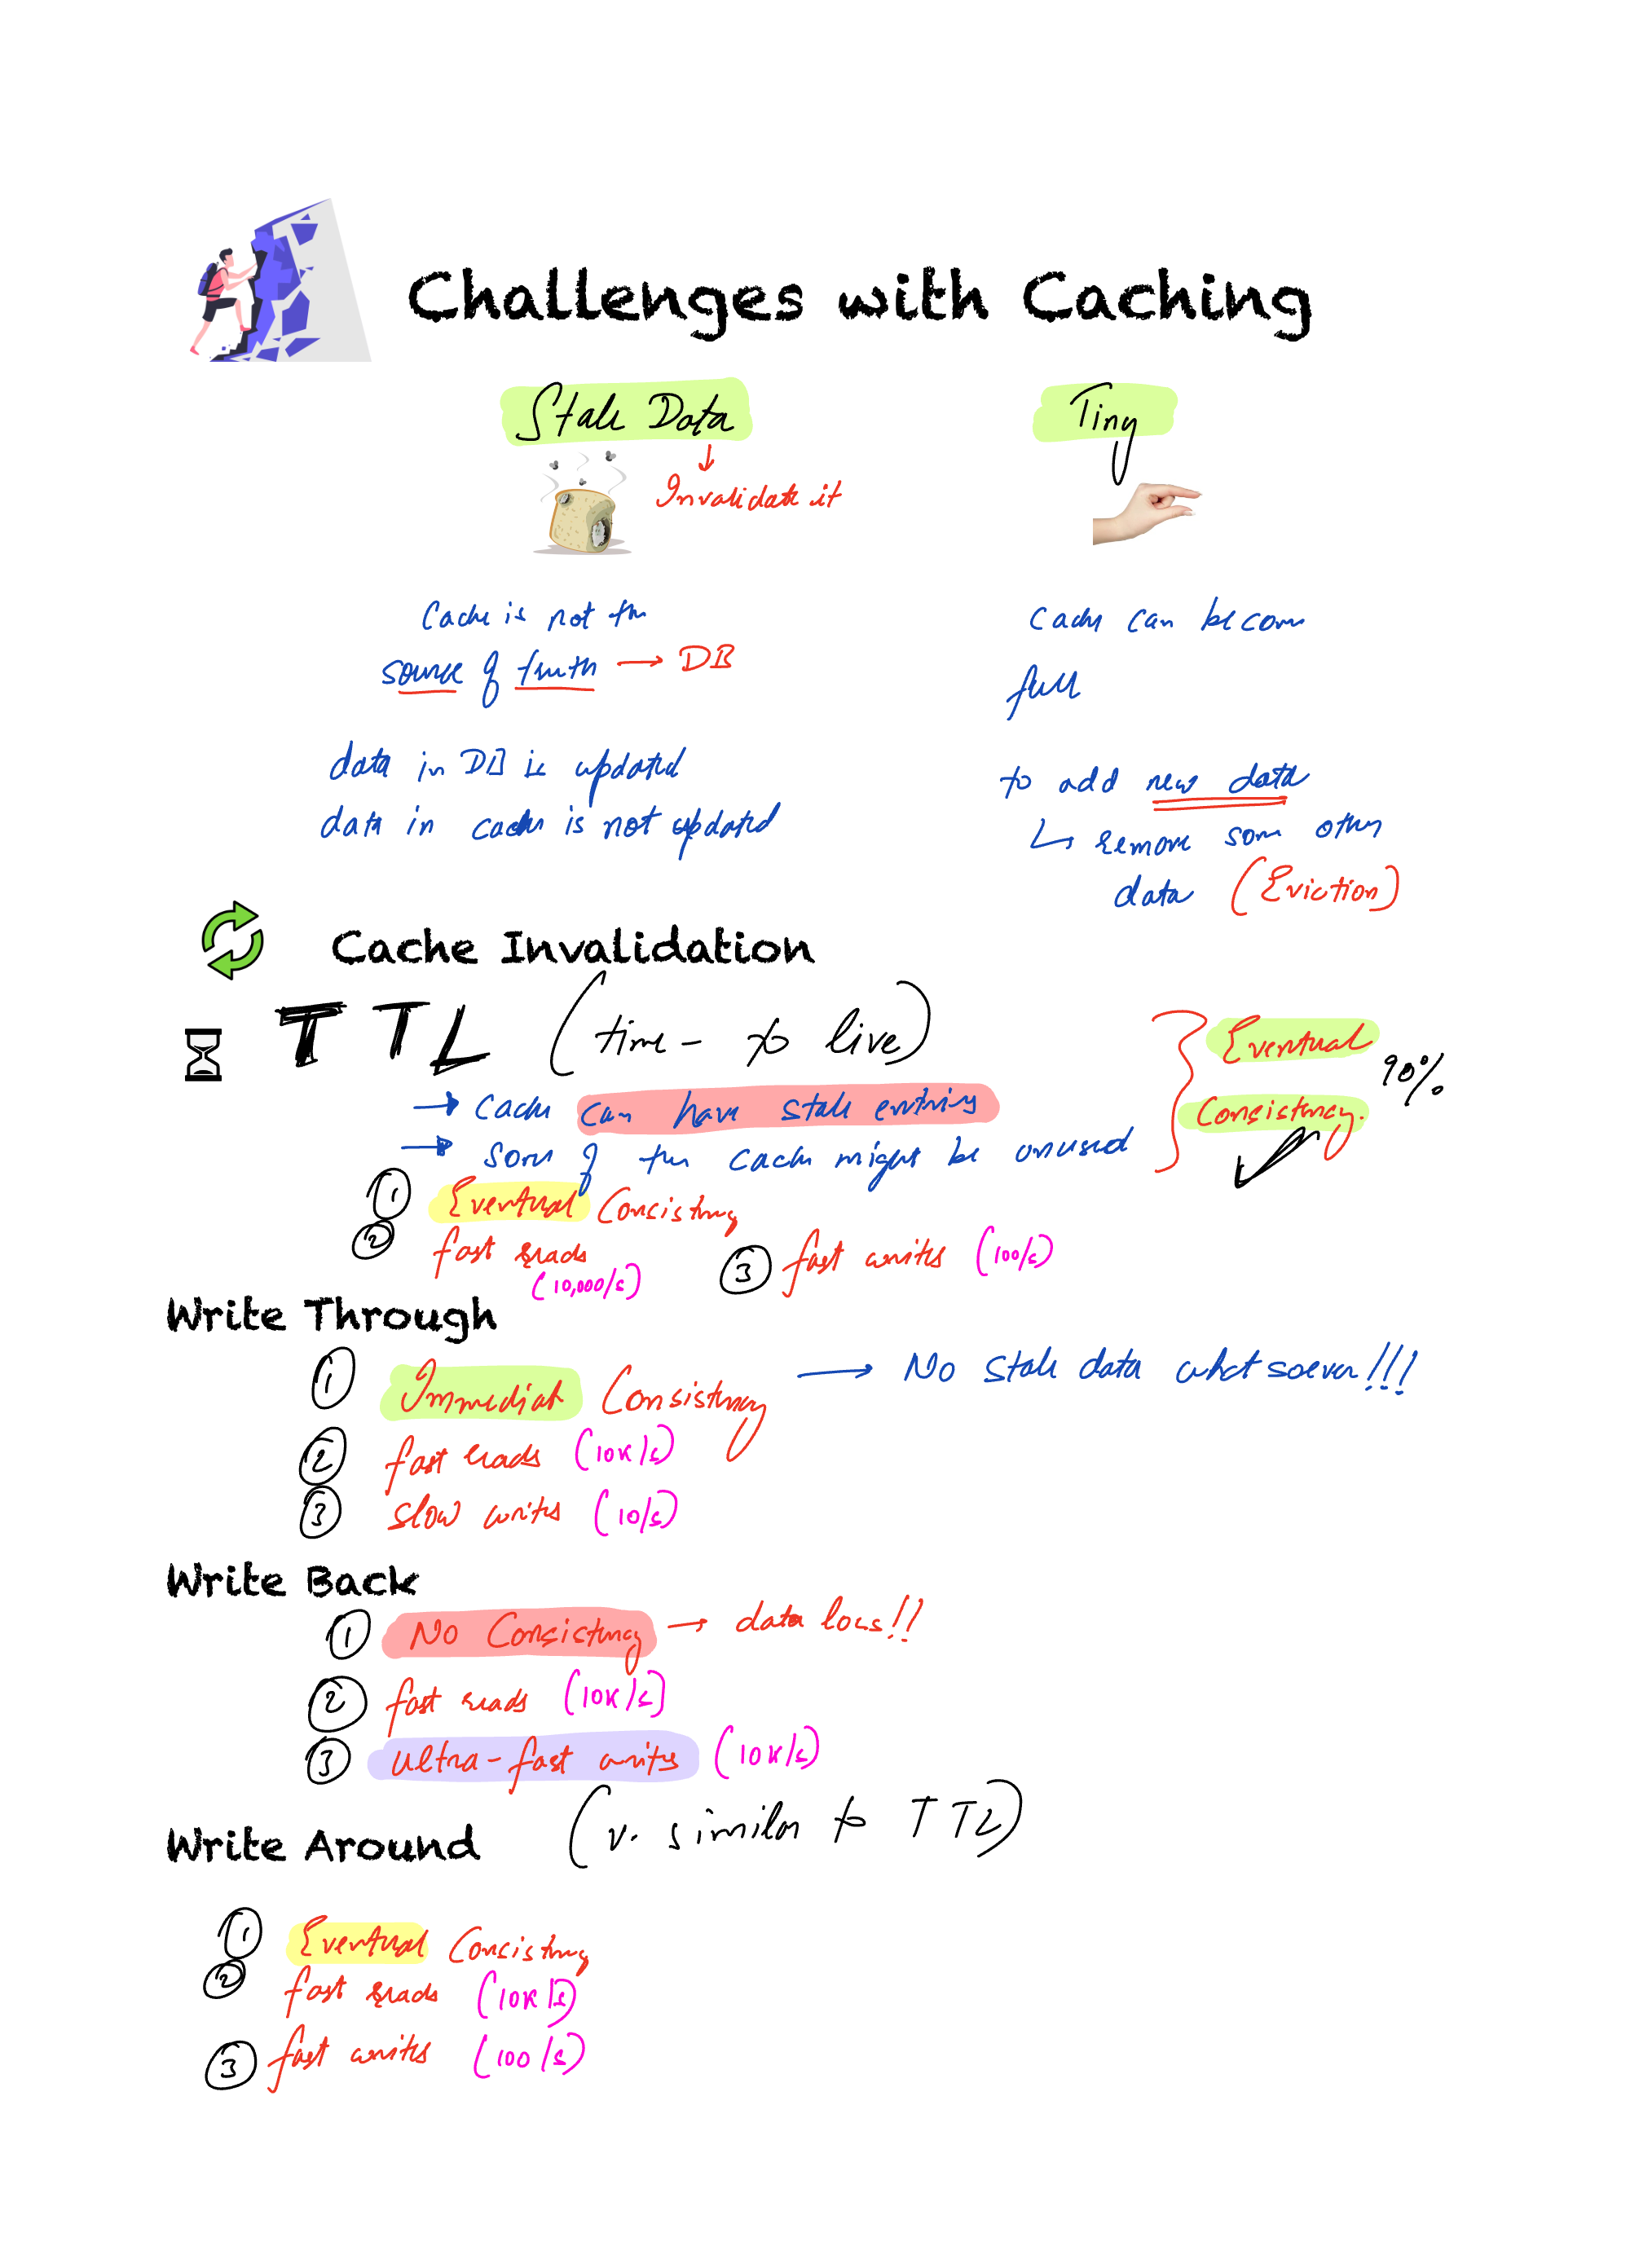 Challenges with Caching
Stale Data
Invalidate it
Cache is not the
source of truth → DB
data in DB is updated
data in cache is not updated
Tiny
Cache can become
full
to add new data
↳ remove some other
data (Eviction)
Cache Invalidation
TTL (time - to live)
→ Cache can have stale entries
→ Some of the cache might be unused
Eventual
Consistency.
90%
① Eventual Consistency
② fast reads
(10,000/s)
③ fast writes (100/s)
Write Through
① Immediate Consistency → No stale data whatsoever!!!
② fast reads (10K/s)
③ slow writes (10/s)
Write Back
① No Consistency → data loss!!
② fast reads (10K/s)
③ ultra-fast writes (10K/s)
Write Around (v. similar to TTL)
① Eventual Consistency
② fast reads (10K/s)
③ fast writes (100/s)